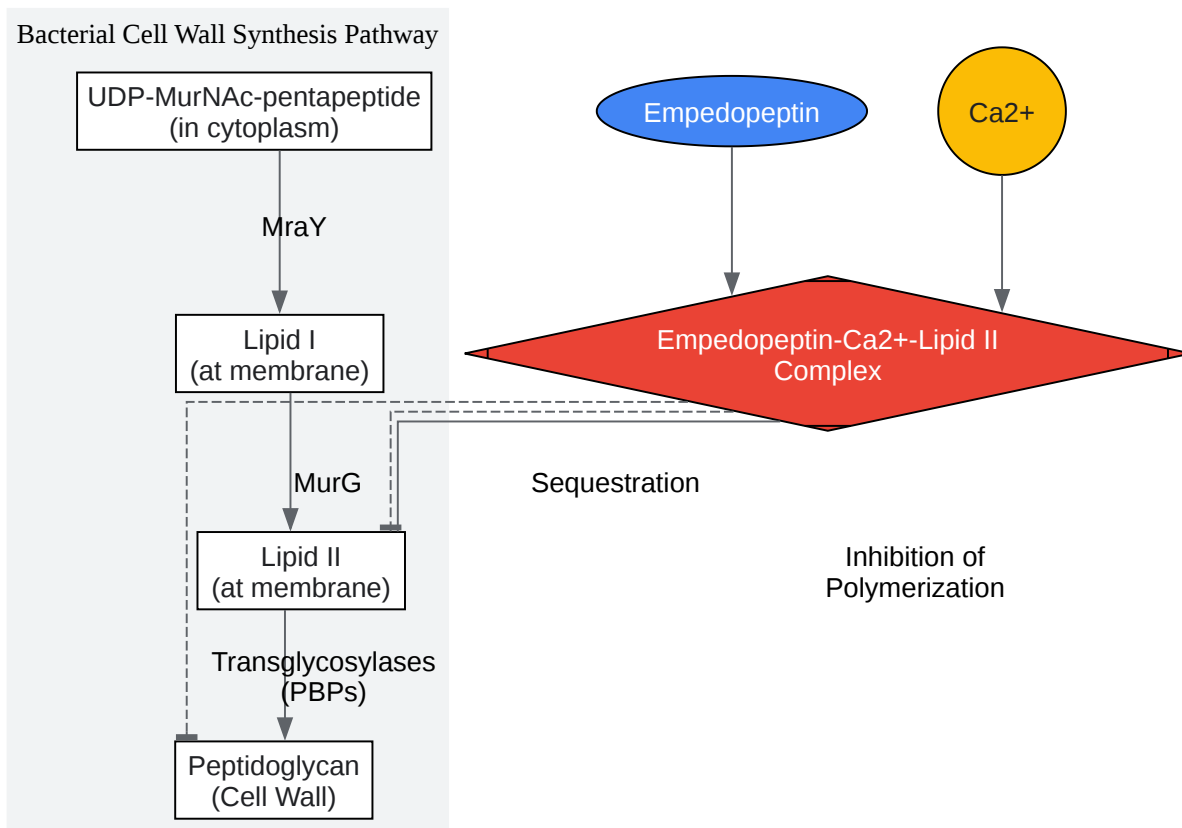 Bacterial Cell Wall Synthesis Pathway
UDP-MurNAc-pentapeptide
(in cytoplasm)
Empedopeptin
Ca2+
MraY
Lipid I
(at membrane)
Empedopeptin-Ca2+-Lipid II
Complex
MurG
Sequestration
Lipid II
(at membrane)
Inhibition of
Polymerization
Transglycosylases
(PBPs)
Peptidoglycan
(Cell Wall)